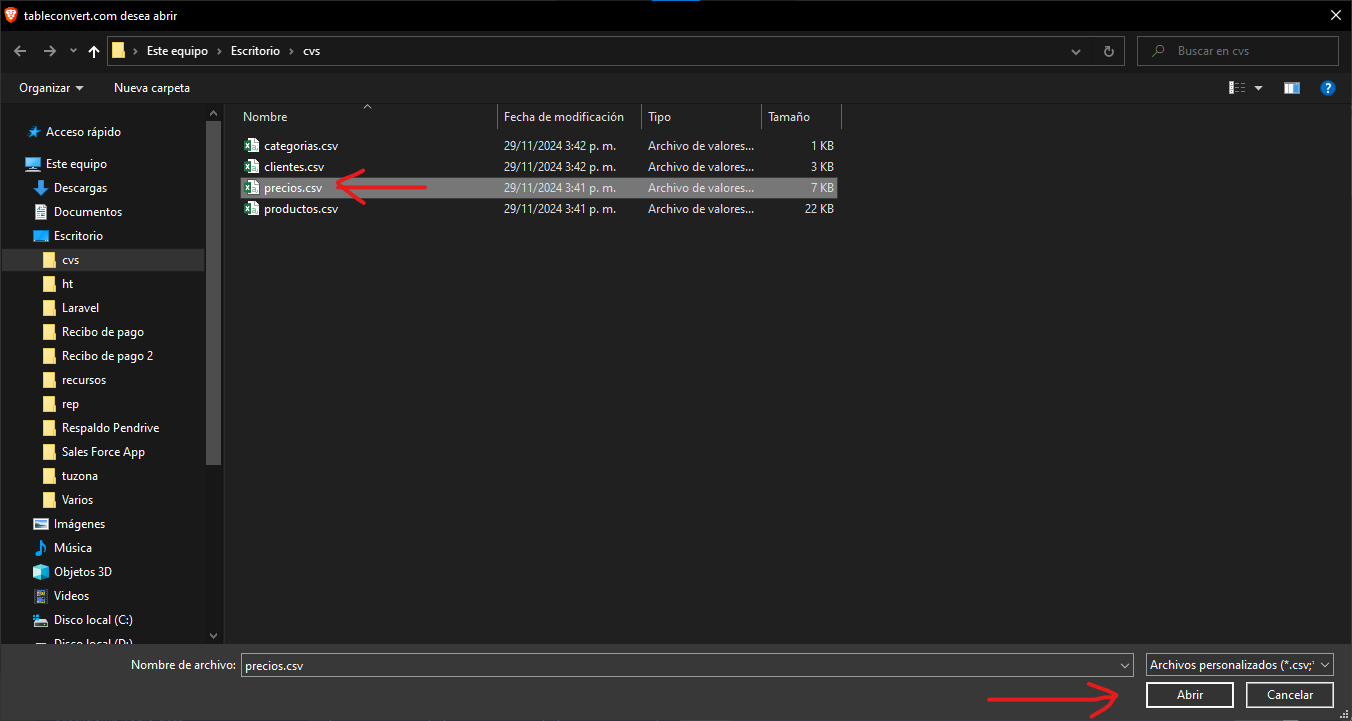 tableconvert.com desea abrir
Este equipo > Escritorio > cvs
Buscar en cvs
Organizar
Nueva carpeta
Nombre Fecha de modificación Tipo Tamaño
categorias.csv 29/11/2024 3:42 p. m. Archivo de valores... 1 KB
clientes.csv 29/11/2024 3:42 p. m. Archivo de valores... 3 KB
precios.csv 29/11/2024 3:41 p. m. Archivo de valores... 7 KB
productos.csv 29/11/2024 3:41 p. m. Archivo de valores... 22 KB
Acceso rápido
Este equipo
Descargas
Documentos
Escritorio
cvs
ht
Laravel
Recibo de pago
Recibo de pago 2
recursos
rep
Respaldo Pendrive
Sales Force App
tuzona
Varios
Imágenes
Música
Objetos 3D
Videos
Disco local (C:)
Disco local (D:)
Nombre de archivo: precios.csv
Archivos personalizados (*.csv;
Abrir
Cancelar